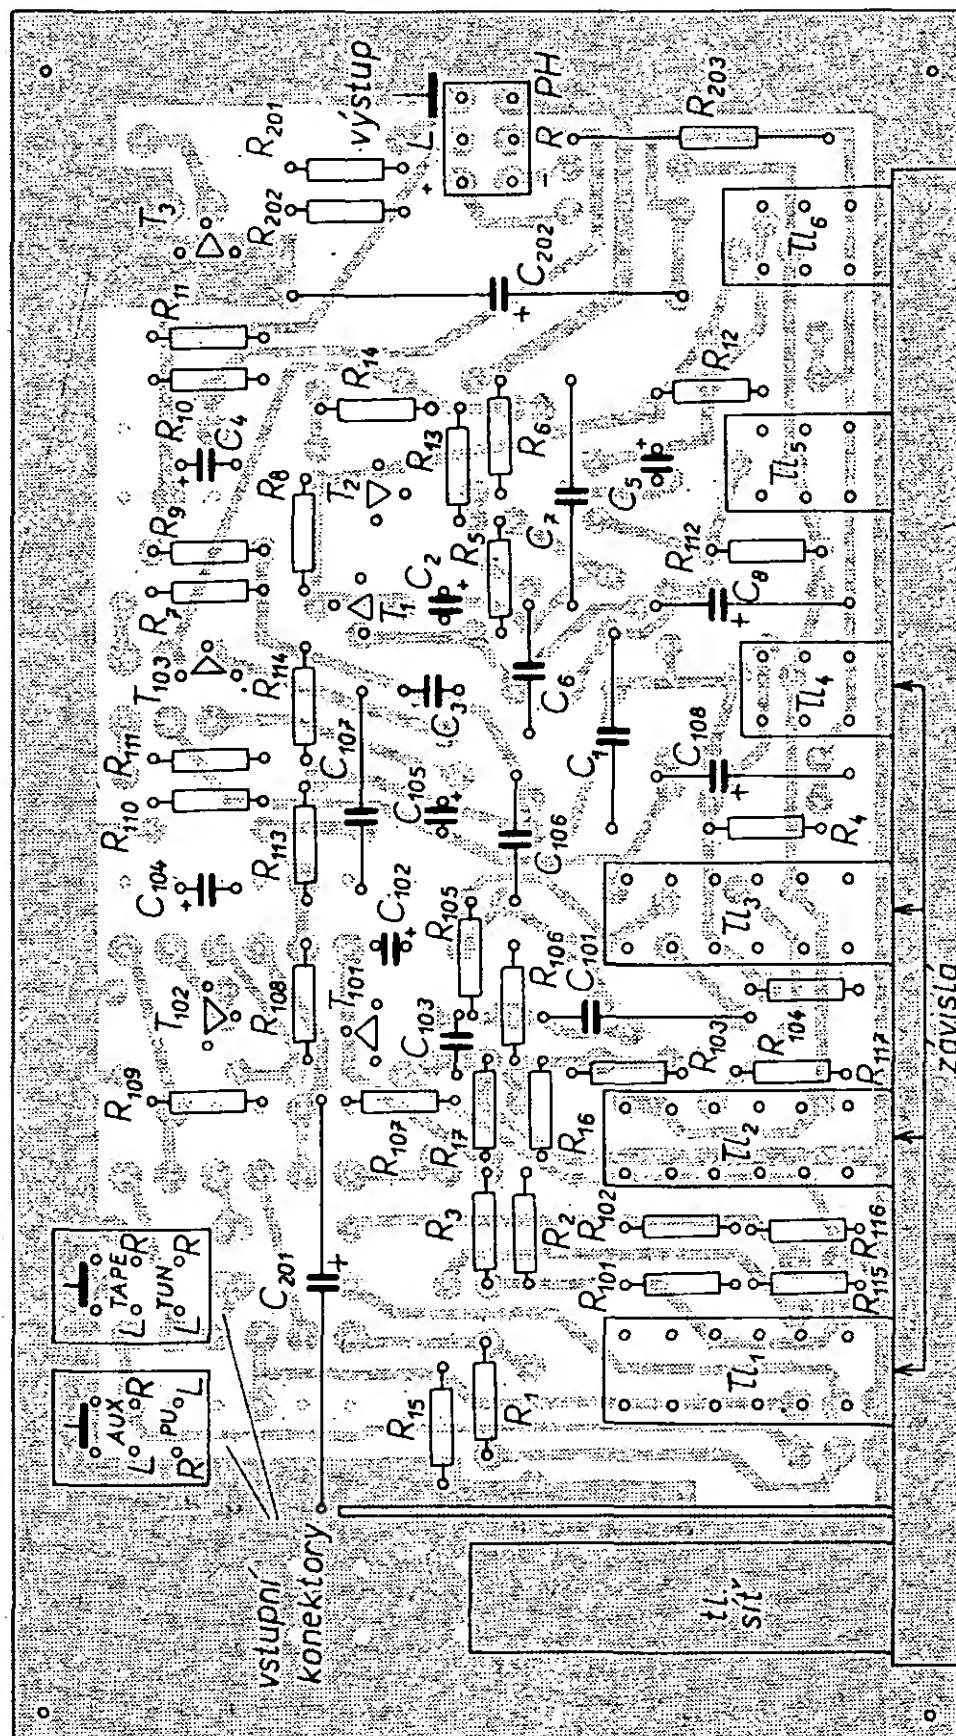 vstupní
konektory
AUX
L R
PU
R L
TAPE
L R
TUN
L R
výstup
+ L
PH
− R
R201
R202
T3
R11
R10
C4
R9
R7
T103
R111
R110
C104
T102
R109
C202
R14
R8
T2
T1
R114
C107
R113
R108
T101
R107
C201
R13
R6
R5
C2
C3
C105
C102
R105
C103
R17
R3
R15
R203
C7
C6
C106
R106
R16
R2
R1
C5
R12
R112
C8
C1
C108
R4
C101
R103
R104
R117
R102
R101
R116
R115
Tl6
Tl5
Tl4
Tl3
Tl2
Tl1
tl.
síť
závislá